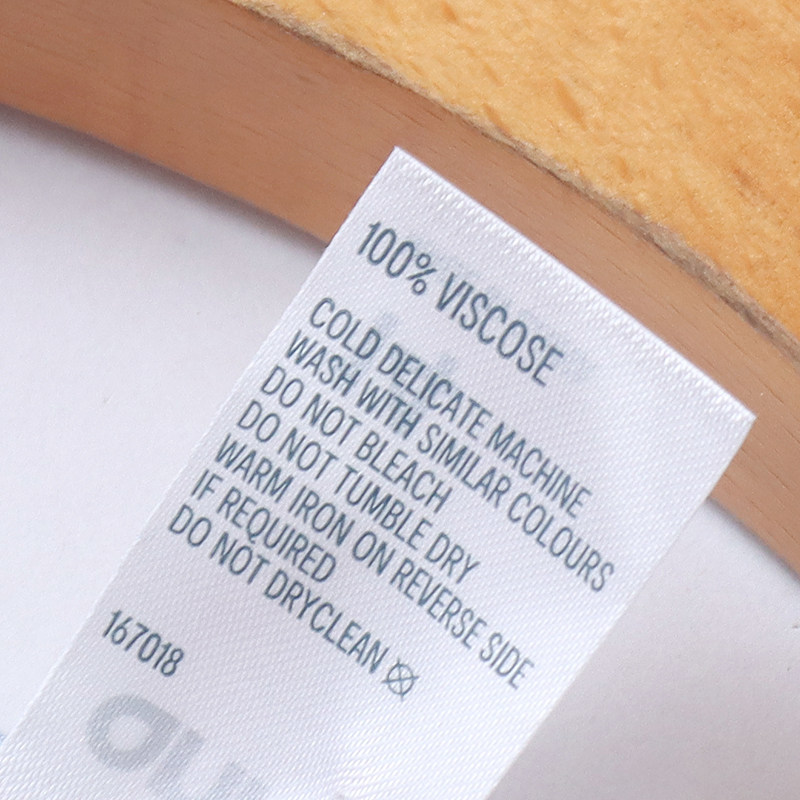 100% VISCOSE
COLD DELICATE MACHINE
WASH WITH SIMILAR COLOURS
DO NOT BLEACH
DO NOT TUMBLE DRY
WARM IRON ON REVERSE SIDE
IF REQUIRED
DO NOT DRYCLEAN
167018